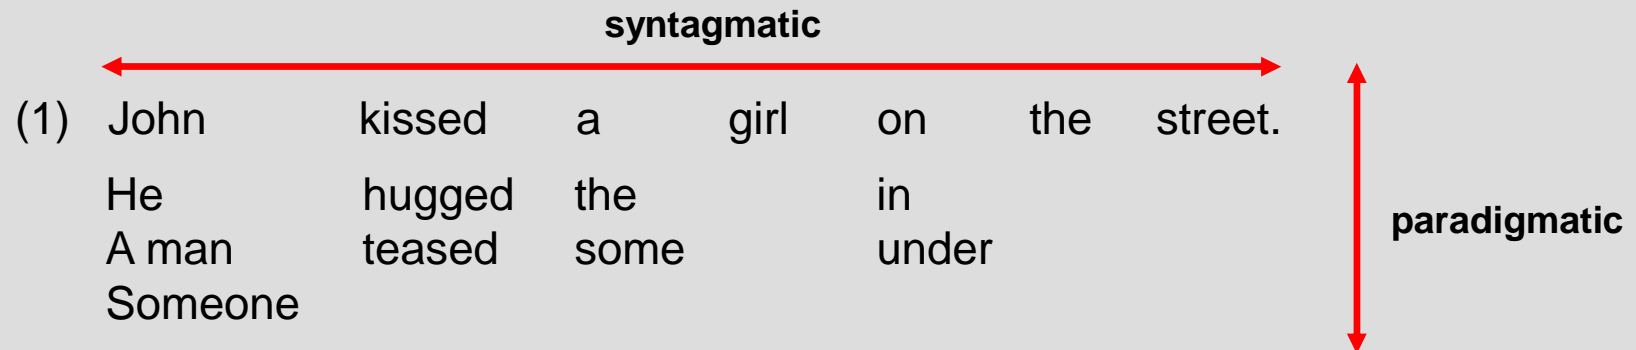 syntagmatic
(1) John kissed a girl on the street.
He hugged the in
A man teased some under
Someone
paradigmatic